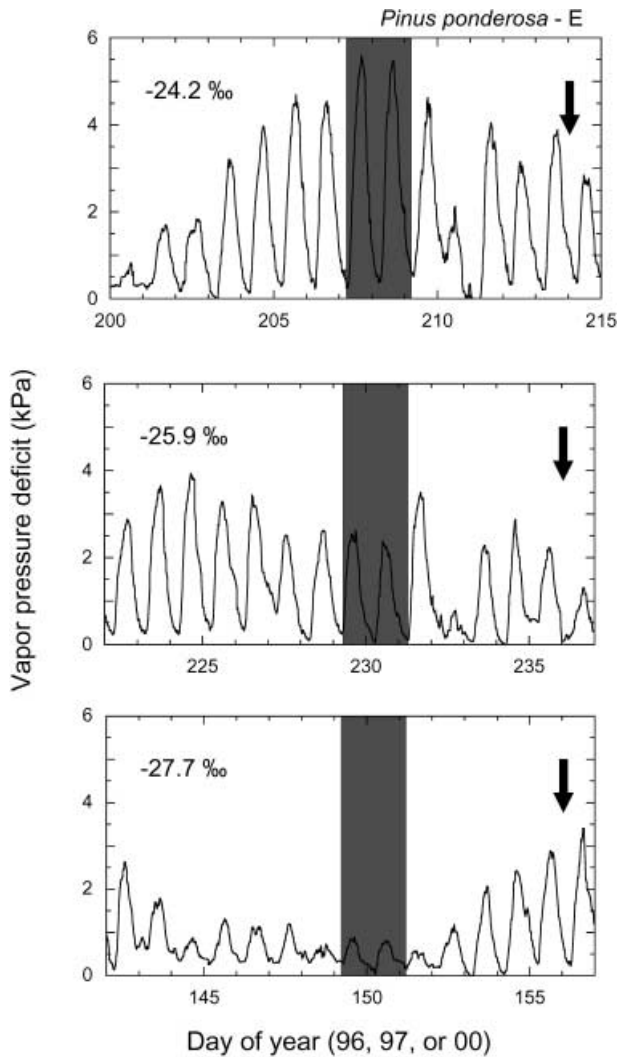 Pinus ponderosa - E
6
-24.2 ‰
4
2
0
200 205 210 215
Vapor pressure deficit (kPa)
6
-25.9 ‰
4
2
0
225 230 235
6
-27.7 ‰
4
2
0
145 150 155
Day of year (96, 97, or 00)